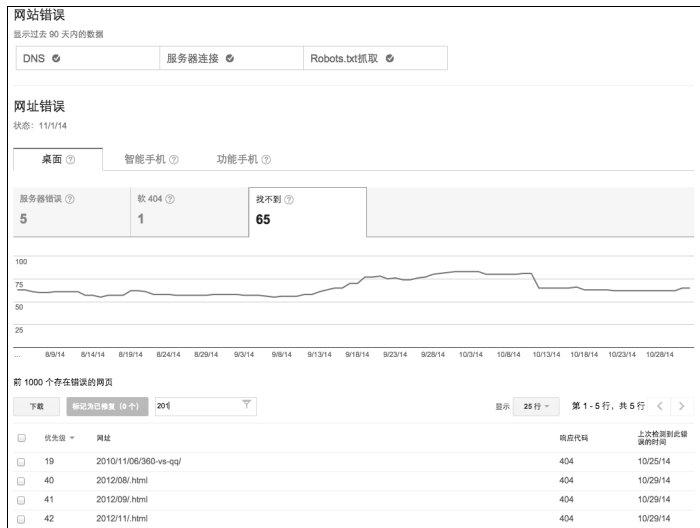 网站错误
显示过去 90 天内的数据
DNS 服务器连接 Robots.txt抓取
网址错误
状态：11/1/14
桌面 智能手机 功能手机
服务器错误 软 404 找不到
5 1 65
100
75
50
25
... 8/9/14 8/14/14 8/19/14 8/24/14 8/29/14 9/3/14 9/8/14 9/13/14 9/18/14 9/23/14 9/28/14 10/3/14 10/8/14 10/13/14 10/18/14 10/23/14 10/28/14
前 1000 个存在错误的网页
下载 标记为已修复（0 个） 201 显示 25 行 第 1 - 5 行，共 5 行
优先级 网址 响应代码 上次检测到此错误的时间
19 2010/11/06/360-vs-qq/ 404 10/25/14
40 2012/08/.html 404 10/29/14
41 2012/09/.html 404 10/29/14
42 2012/11/.html 404 10/29/14